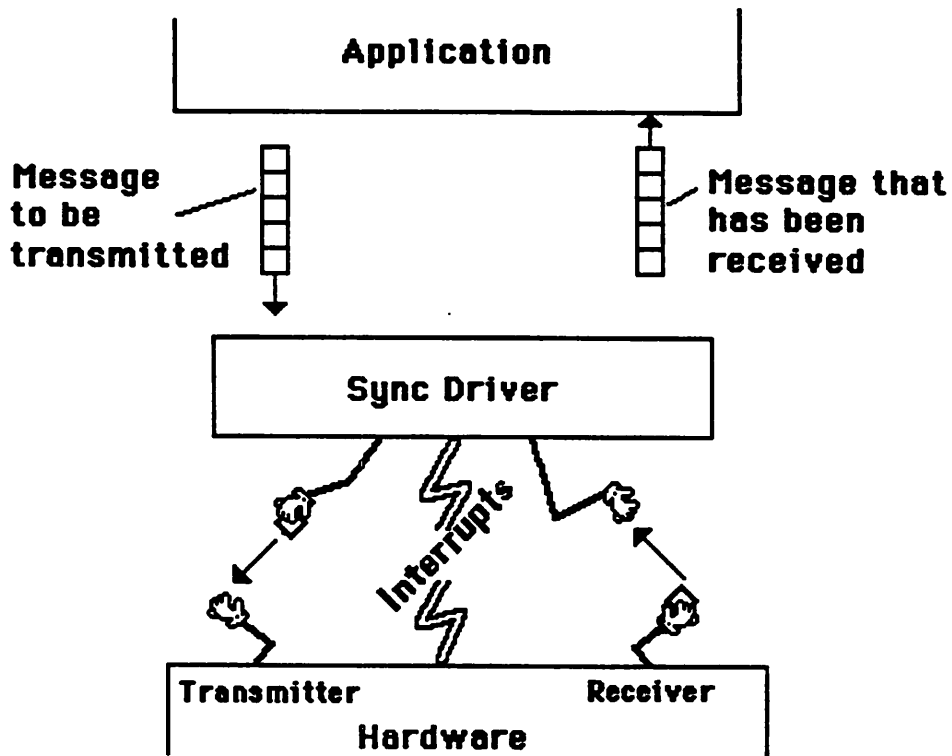 Application
Message
to be
transmitted
Message that
has been
received
Sync Driver
Interrupts
Transmitter
Receiver
Hardware